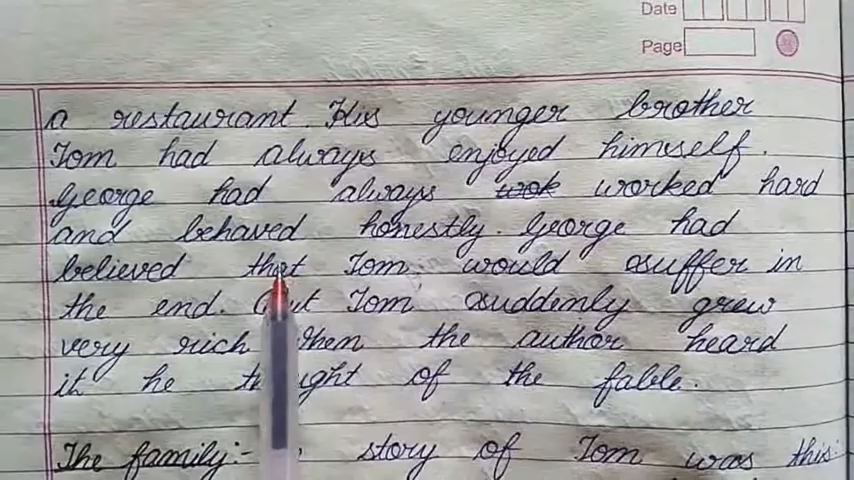 Date
Page
a restaurant His younger brother
Tom had always enjoyed himself.
George had always worked hard
and behaved honestly. George had
believed that Tom would suffer in
the end. But Tom suddenly grew
very rich When the author heard
it he thought of the fable.
The family:- story of Tom was this: